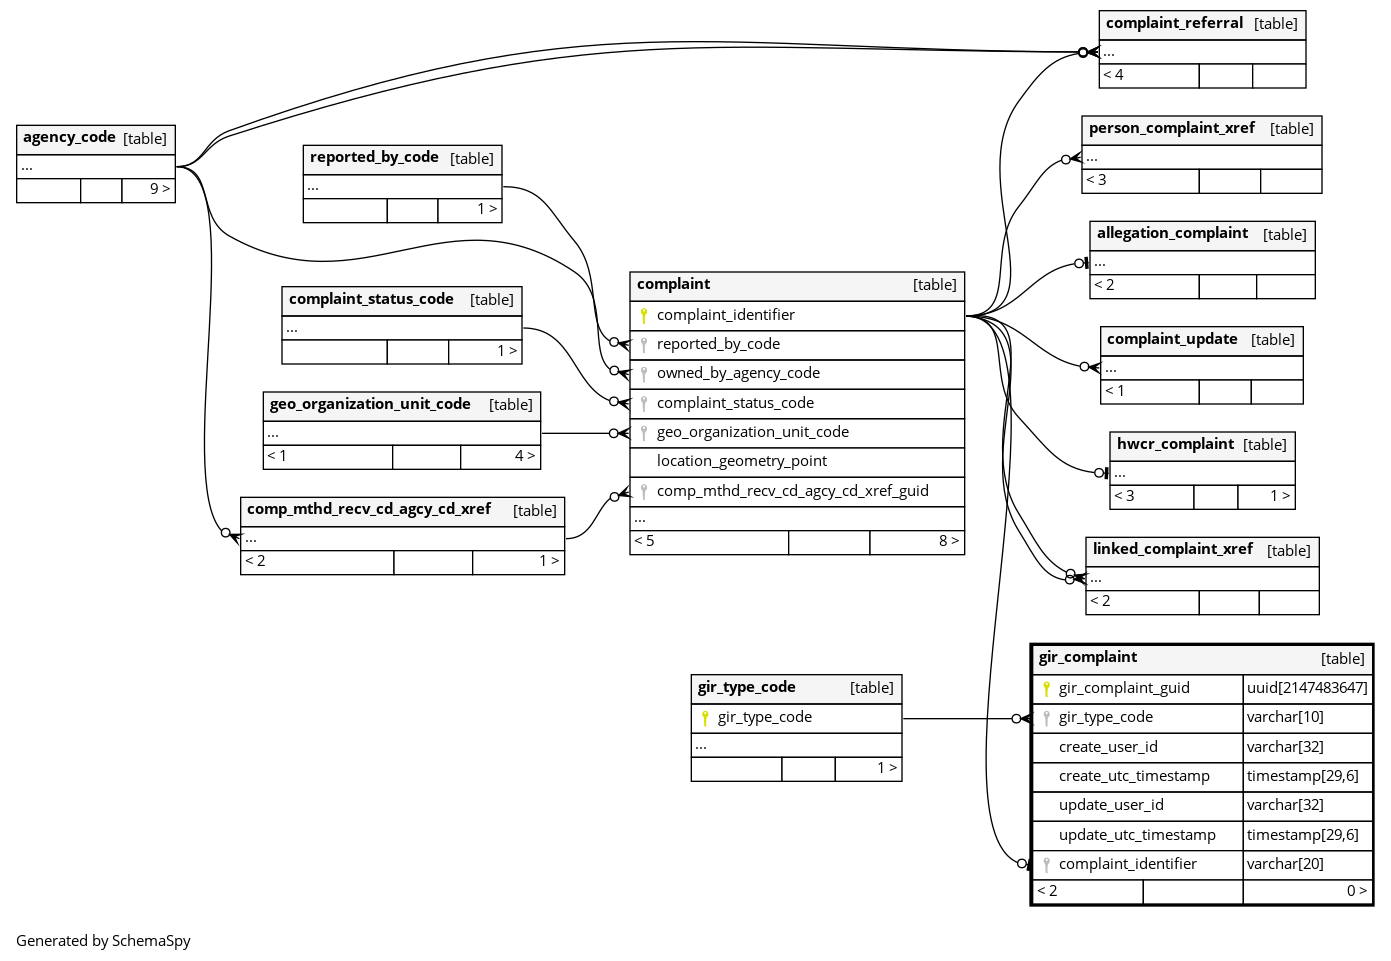 complaint_referral [table]
...
< 4
agency_code [table]
...
9 >
reported_by_code [table]
...
1 >
person_complaint_xref [table]
...
< 3
allegation_complaint [table]
...
< 2
complaint_status_code [table]
...
1 >
complaint [table]
complaint_identifier
reported_by_code
owned_by_agency_code
complaint_status_code
geo_organization_unit_code
location_geometry_point
comp_mthd_recv_cd_agcy_cd_xref_guid
...
< 5 8 >
complaint_update [table]
...
< 1
geo_organization_unit_code [table]
...
< 1 4 >
hwcr_complaint [table]
...
< 3 1 >
comp_mthd_recv_cd_agcy_cd_xref [table]
...
< 2 1 >
linked_complaint_xref [table]
...
< 2
gir_type_code [table]
gir_type_code
...
1 >
gir_complaint [table]
gir_complaint_guid uuid[2147483647]
gir_type_code varchar[10]
create_user_id varchar[32]
create_utc_timestamp timestamp[29,6]
update_user_id varchar[32]
update_utc_timestamp timestamp[29,6]
complaint_identifier varchar[20]
< 2 0 >
Generated by SchemaSpy